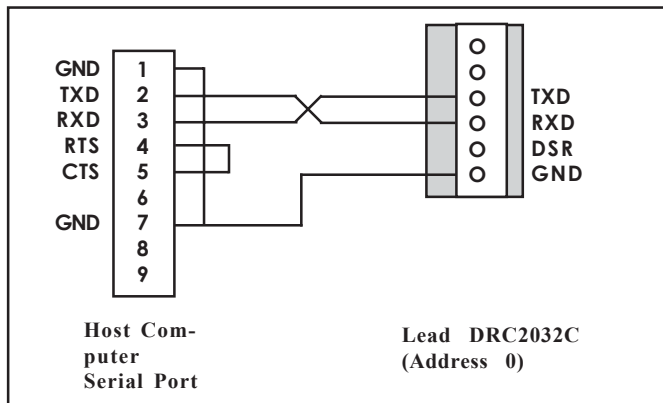 GND 1
TXD 2
RXD 3
RTS 4
CTS 5
6
GND 7
8
9
TXD
RXD
DSR
GND
Host Com-
puter
Serial Port
Lead DRC2032C
(Address 0)